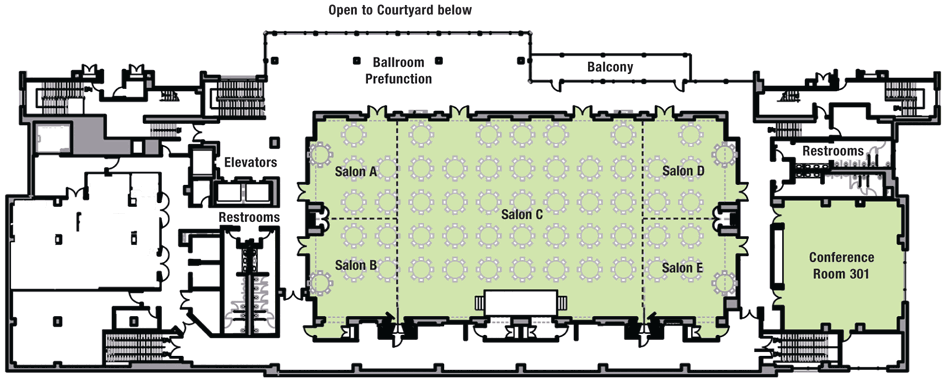 Open to Courtyard below
Ballroom
Prefunction
Balcony
Elevators
Restrooms
Salon A
Salon D
Restrooms
Salon C
Salon B
Salon E
Conference
Room 301